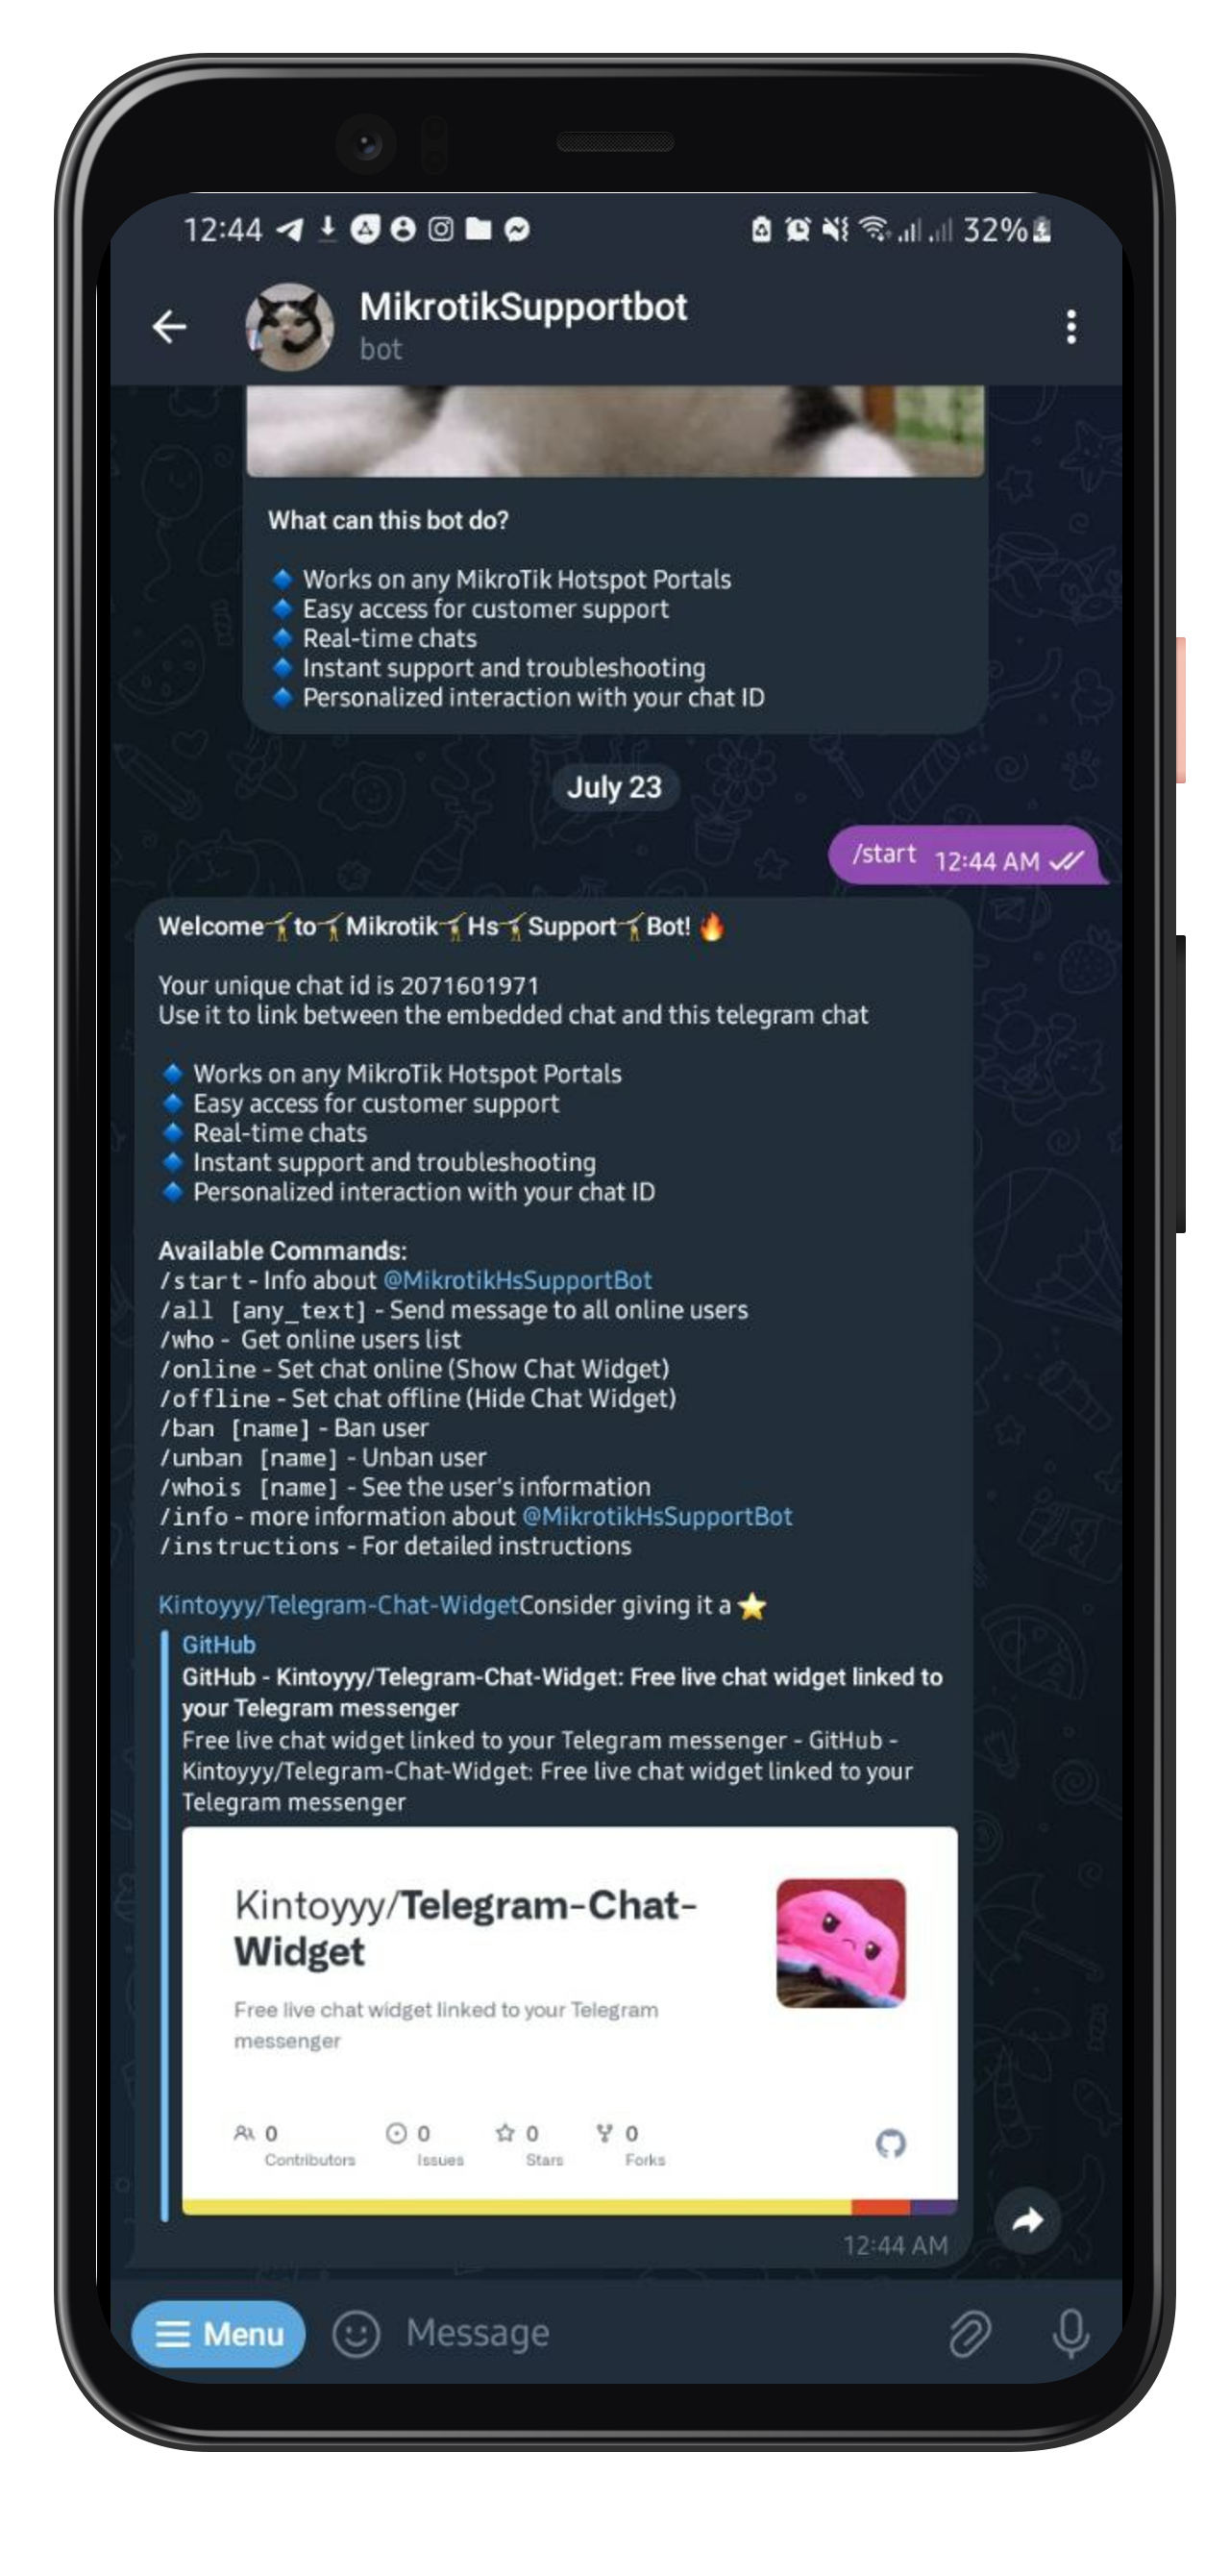 12:44 32%
MikrotikSupportbot
bot
What can this bot do?
🔹 Works on any MikroTik Hotspot Portals
🔹 Easy access for customer support
🔹 Real-time chats
🔹 Instant support and troubleshooting
🔹 Personalized interaction with your chat ID
July 23
/start 12:44 AM
Welcome to Mikrotik Hs Support Bot! 🔥
Your unique chat id is 2071601971
Use it to link between the embedded chat and this telegram chat
🔹 Works on any MikroTik Hotspot Portals
🔹 Easy access for customer support
🔹 Real-time chats
🔹 Instant support and troubleshooting
🔹 Personalized interaction with your chat ID
Available Commands:
/start - Info about @MikrotikHsSupportBot
/all [any_text] - Send message to all online users
/who - Get online users list
/online - Set chat online (Show Chat Widget)
/offline - Set chat offline (Hide Chat Widget)
/ban [name] - Ban user
/unban [name] - Unban user
/whois [name] - See the user's information
/info - more information about @MikrotikHsSupportBot
/instructions - For detailed instructions
Kintoyyy/Telegram-Chat-WidgetConsider giving it a ⭐
GitHub
GitHub - Kintoyyy/Telegram-Chat-Widget: Free live chat widget linked to
your Telegram messenger
Free live chat widget linked to your Telegram messenger - GitHub -
Kintoyyy/Telegram-Chat-Widget: Free live chat widget linked to your
Telegram messenger
Kintoyyy/Telegram-Chat-
Widget
Free live chat widget linked to your Telegram
messenger
0 0 0 0
Contributors Issues Stars Forks
12:44 AM
Menu Message